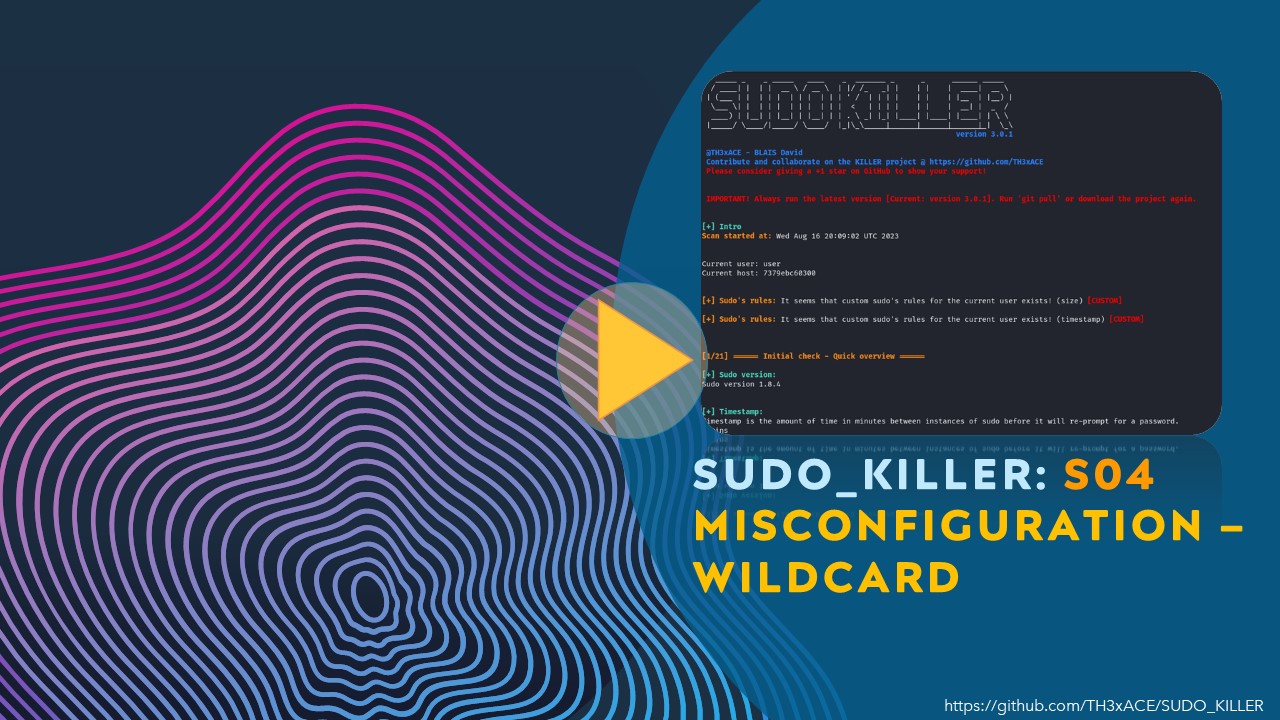 SUDOKILLER
version 3.0.1
@TH3xACE - BLAIS David
Contribute and collaborate on the KILLER project @ https://github.com/TH3xACE
Please consider giving a +1 star on GitHub to show your support!
IMPORTANT! Always run the latest version [Current: version 3.0.1]. Run 'git pull' or download the project again.
[+] Intro
Scan started at: Wed Aug 16 20:09:02 UTC 2023
Current user: user
Current host: 7379ebc60300
[+] Sudo's rules: It seems that custom sudo's rules for the current user exists! (size) [CUSTOM]
[+] Sudo's rules: It seems that custom sudo's rules for the current user exists! (timestamp) [CUSTOM]
[1/21] ====== Initial check - Quick overview ======
[+] Sudo version:
Sudo version 1.8.4
[+] Timestamp:
Timestamp is the amount of time in minutes between instances of sudo before it will re-prompt for a password.
SUDO_KILLER: S04
MISCONFIGURATION –
WILDCARD
https://github.com/TH3xACE/SUDO_KILLER